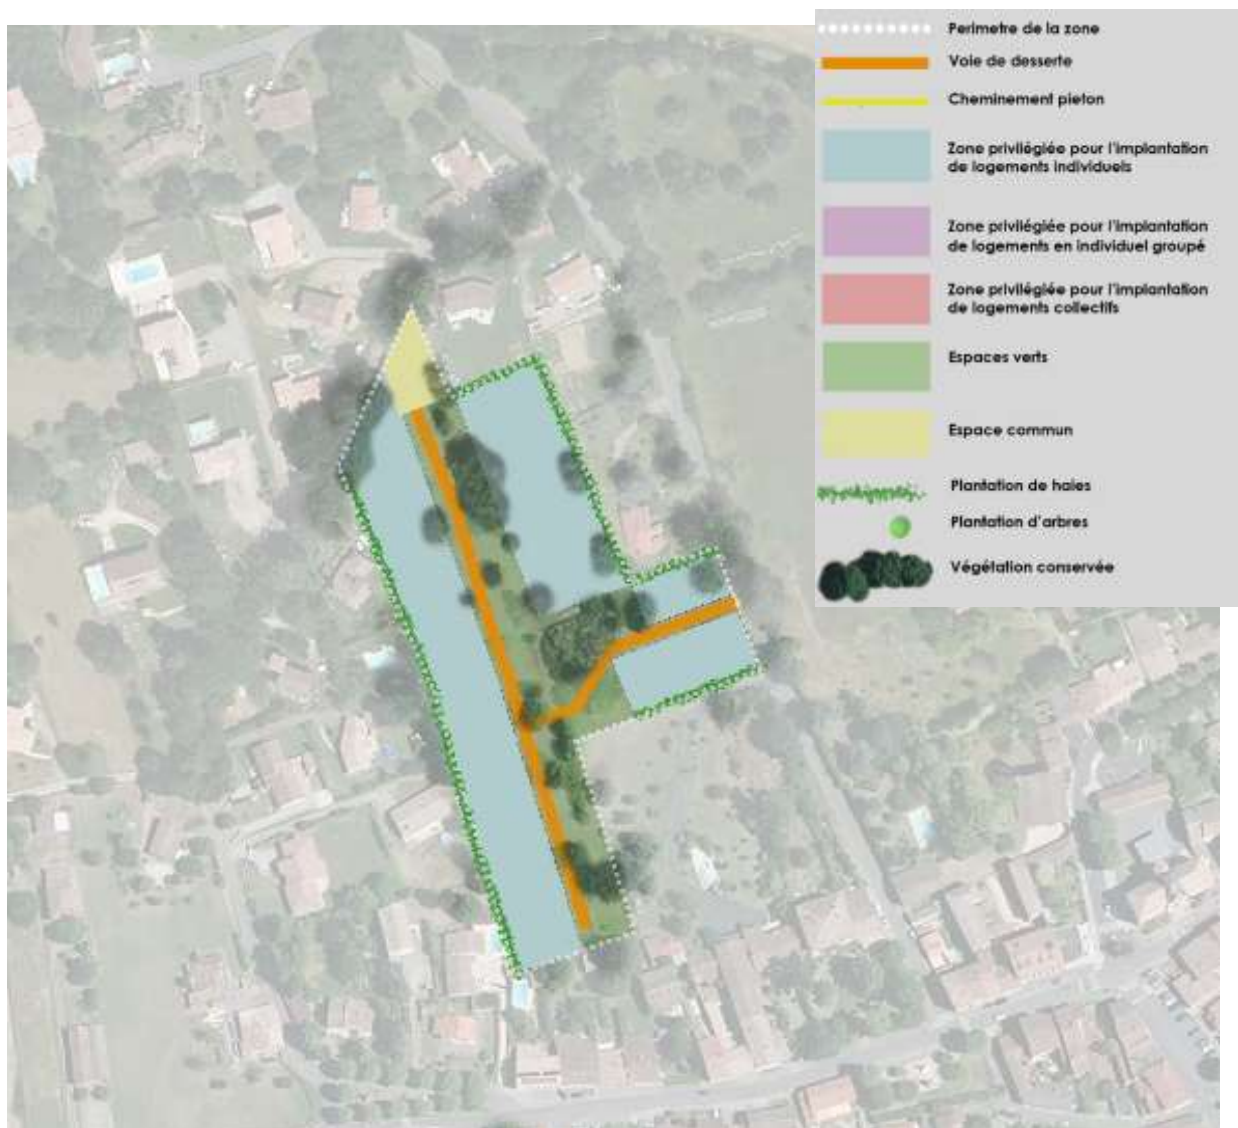 Perimetre de la zone
Voie de desserte
Cheminement pieton
Zone privilégiée pour l'implantation
de logements individuels
Zone privilégiée pour l'implantation
de logements en individuel groupé
Zone privilégiée pour l'implantation
de logements collectifs
Espaces verts
Espace commun
Plantation de haies
Plantation d'arbres
Végétation conservée